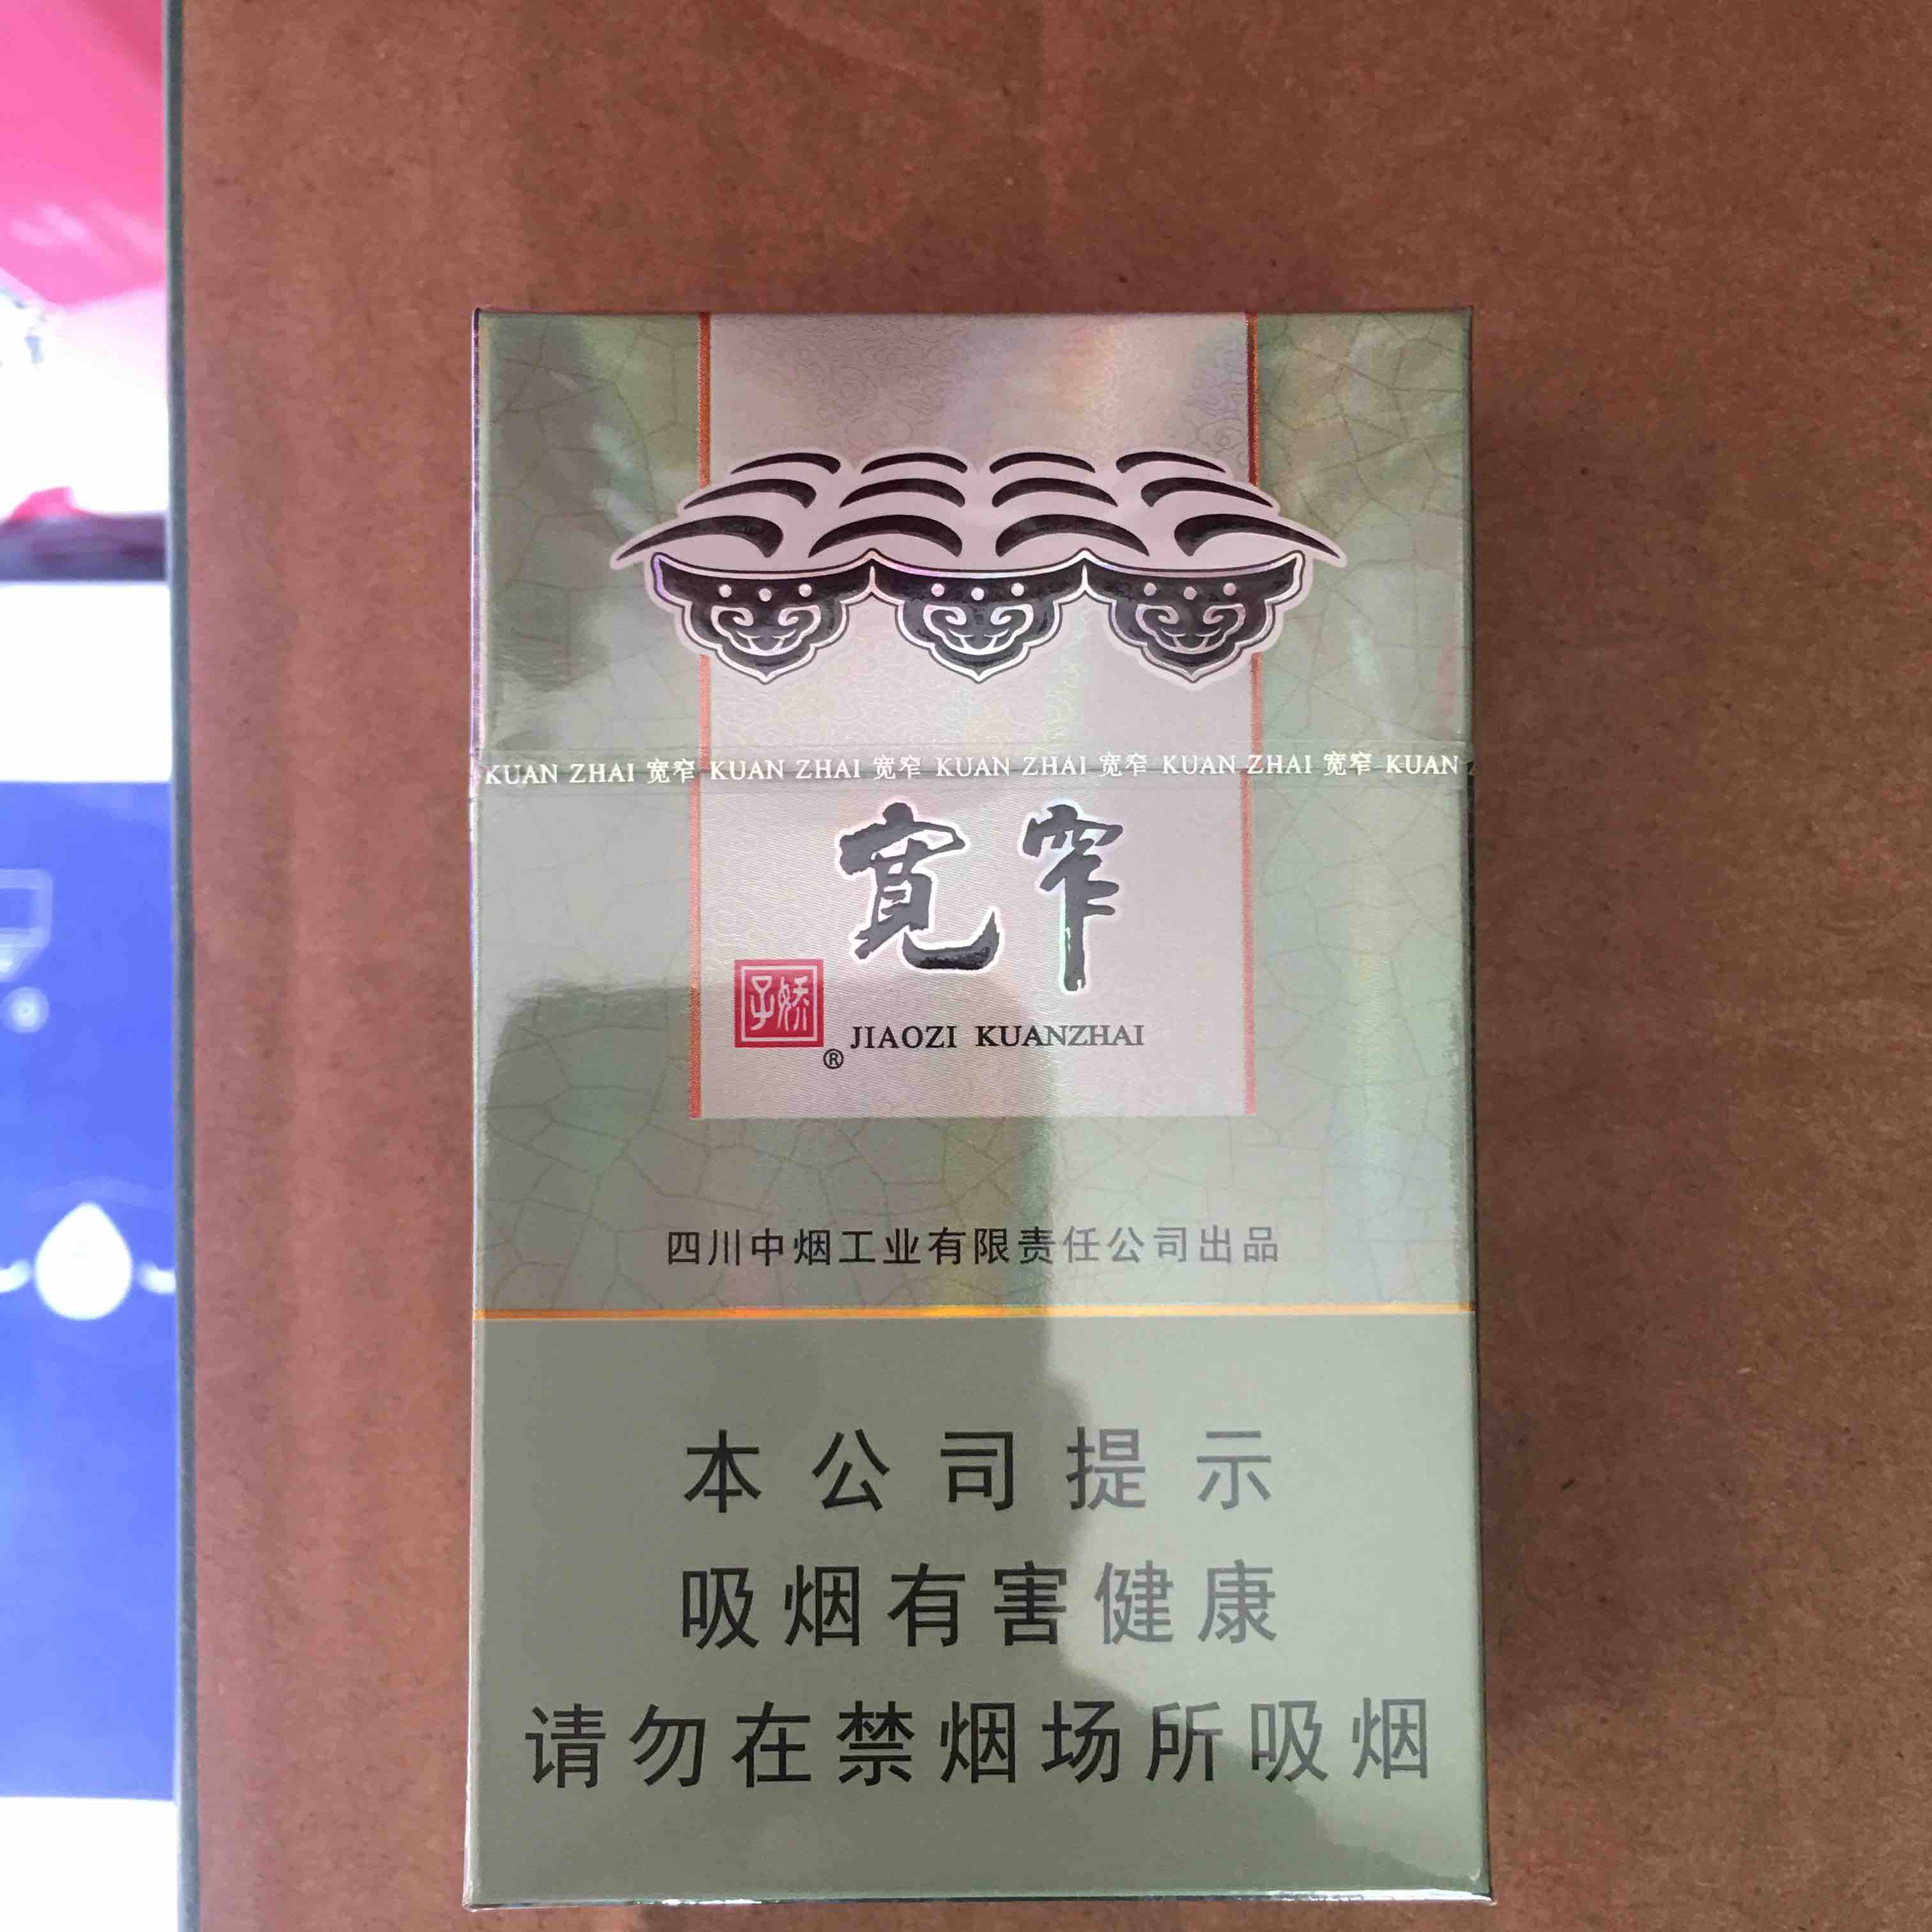 KUAN ZHAI 宽窄 KUAN ZHAI 宽窄 KUAN ZHAI 宽窄 KUAN ZHAI 宽窄 KUAN
宽窄
娇子
® JIAOZI KUANZHAI
四川中烟工业有限责任公司出品
本公司提示
吸烟有害健康
请勿在禁烟场所吸烟